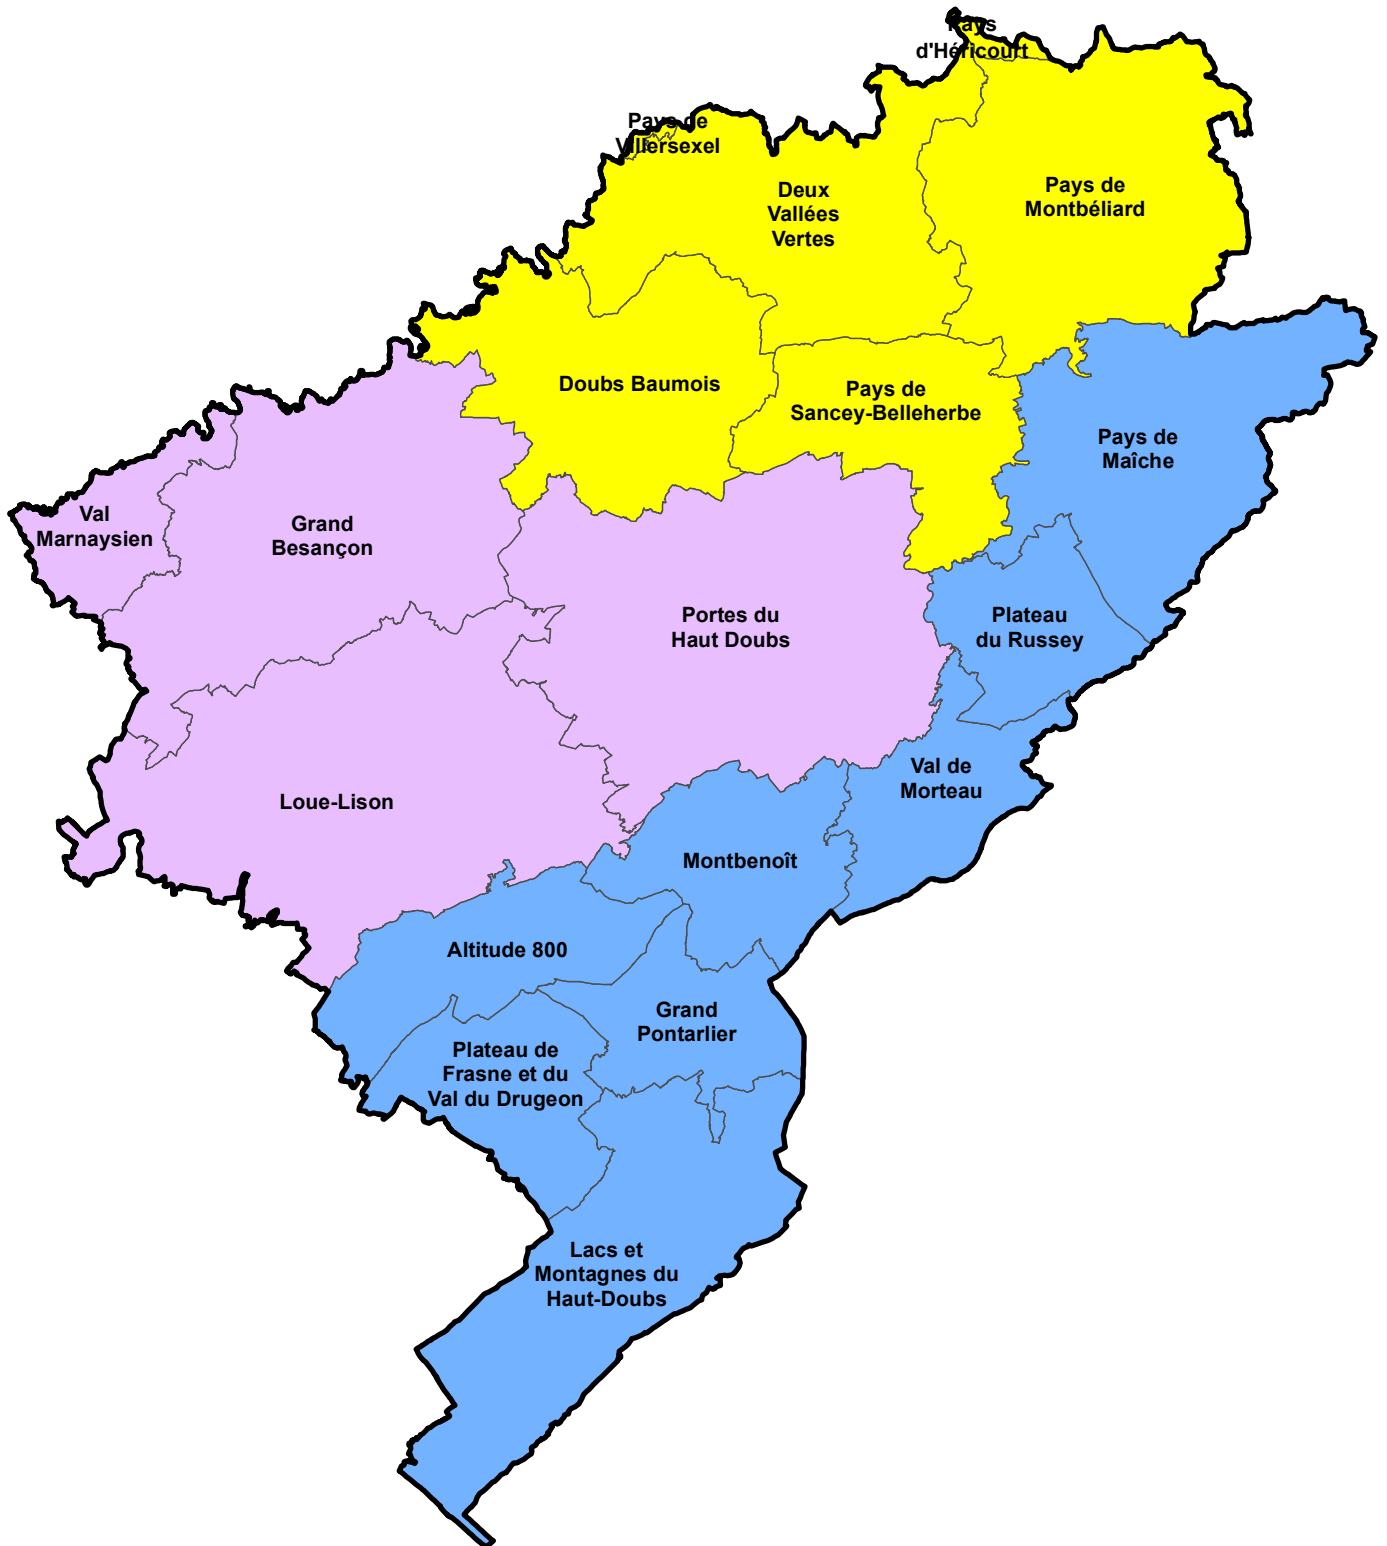 Pays
d'Héricourt
Pays de
Villersexel
Deux
Vallées
Vertes
Pays de
Montbéliard
Doubs Baumois
Pays de
Sancey-Belleherbe
Pays de
Maîche
Val
Marnaysien
Grand
Besançon
Portes du
Haut Doubs
Plateau
du Russey
Val de
Morteau
Loue-Lison
Montbenoît
Altitude 800
Grand
Pontarlier
Plateau de
Frasne et du
Val du Drugeon
Lacs et
Montagnes du
Haut-Doubs